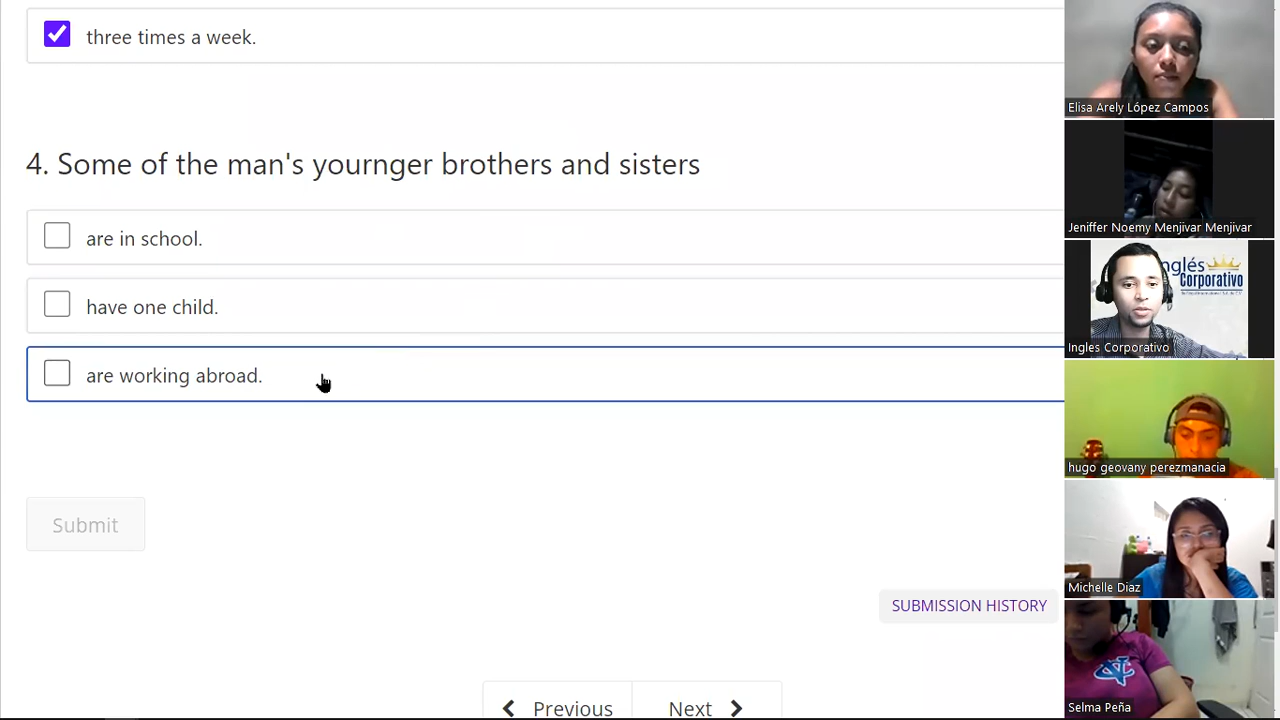 three times a week.
4. Some of the man's yournger brothers and sisters
are in school.
have one child.
are working abroad.
Submit
SUBMISSION HISTORY
Previous
Next
Elisa Arely López Campos
Jeniffer Noemy Menjivar Menjivar
nglés
Corporativo
Ingles Corporativo
hugo geovany perezmanacia
Michelle Diaz
Selma Peña